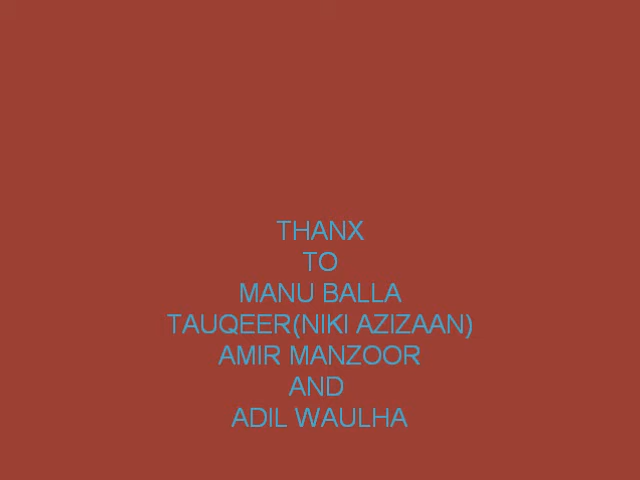 THANX
TO
MANU BALLA
TAUQEER(NIKI AZIZAAN)
AMIR MANZOOR
AND
ADIL WAULHA